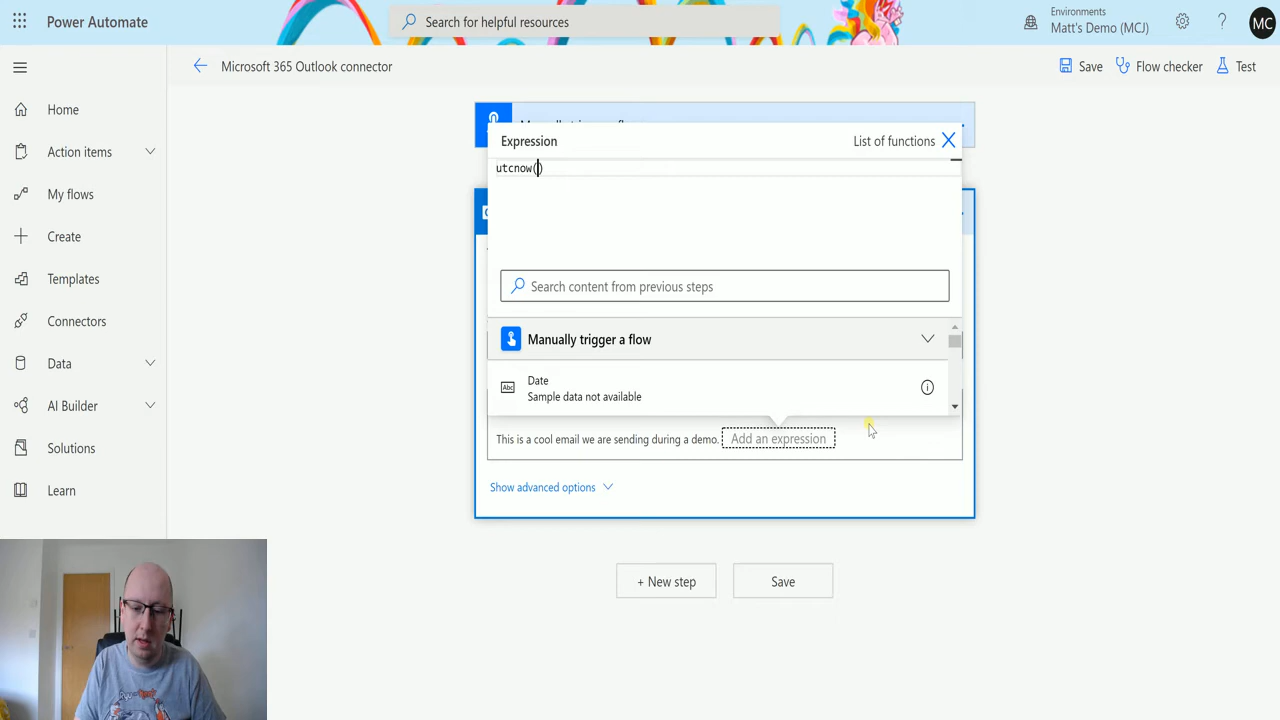 Power Automate
Search for helpful resources
Environments
Matt's Demo (MCJ)
MC
Microsoft 365 Outlook connector
Save
Flow checker
Test
Home
Action items
My flows
Create
Templates
Connectors
Data
AI Builder
Solutions
Learn
Expression
List of functions
utcnow()
Search content from previous steps
Manually trigger a flow
Abc
Date
Sample data not available
This is a cool email we are sending during a demo.
Add an expression
Show advanced options
+ New step
Save